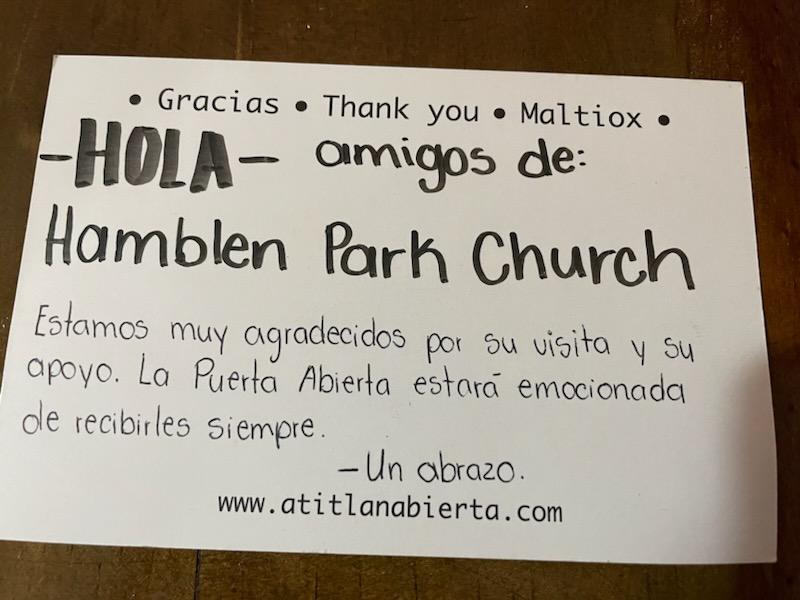 • Gracias • Thank you • Maltiox •
-HOLA- amigos de:
Hamblen Park Church
Estamos muy agradecidos por su visita y su
apoyo. La Puerta Abierta estará emocionada
de recibirles siempre.
-Un abrazo.
www.atitlanabierta.com